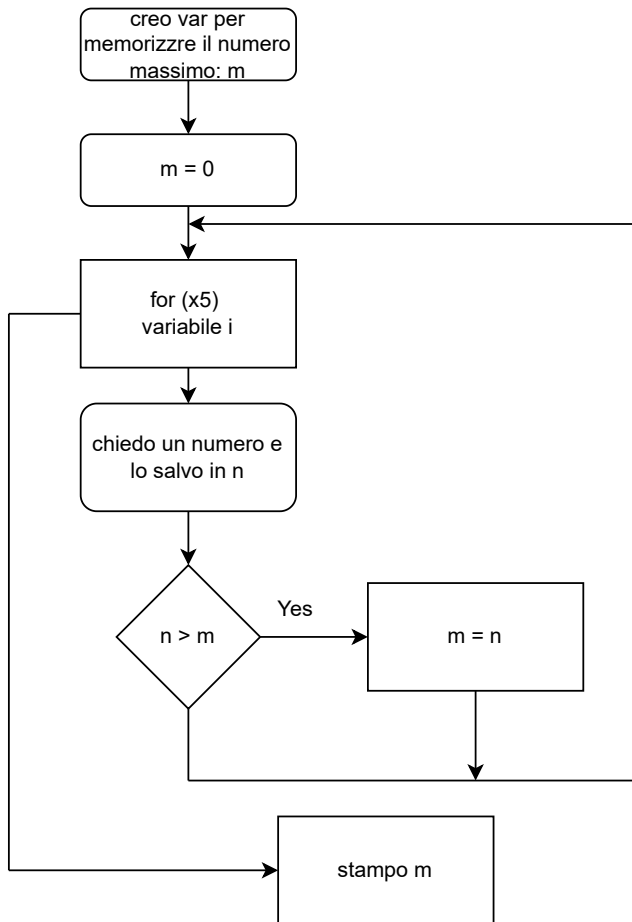 creo var per
memorizzre il numero
massimo: m
m = 0
for (x5)
variabile i
chiedo un numero e
lo salvo in n
n > m
Yes
m = n
stampo m